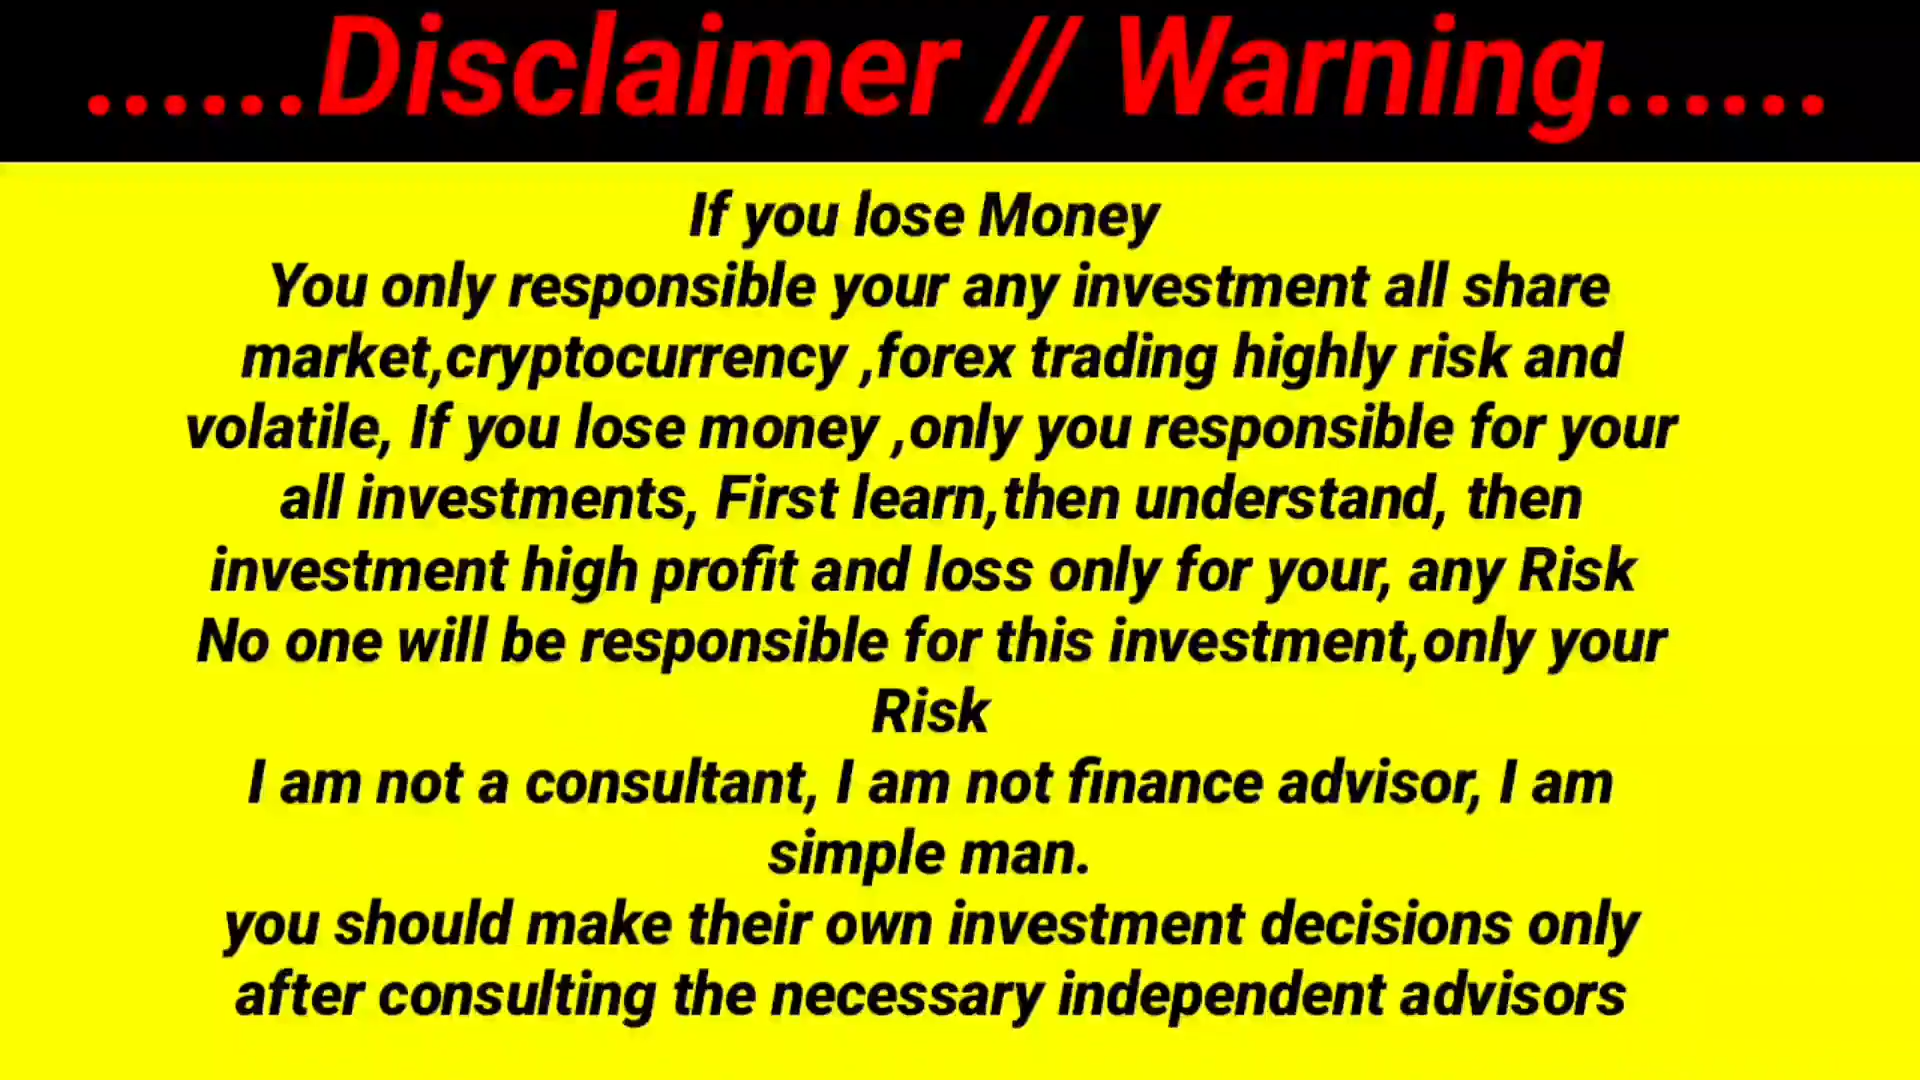 ......Disclaimer // Warning......
If you lose Money
You only responsible your any investment all share
market,cryptocurrency ,forex trading highly risk and
volatile, If you lose money ,only you responsible for your
all investments, First learn,then understand, then
investment high profit and loss only for your, any Risk
No one will be responsible for this investment,only your
Risk
I am not a consultant, I am not finance advisor, I am
simple man.
you should make their own investment decisions only
after consulting the necessary independent advisors